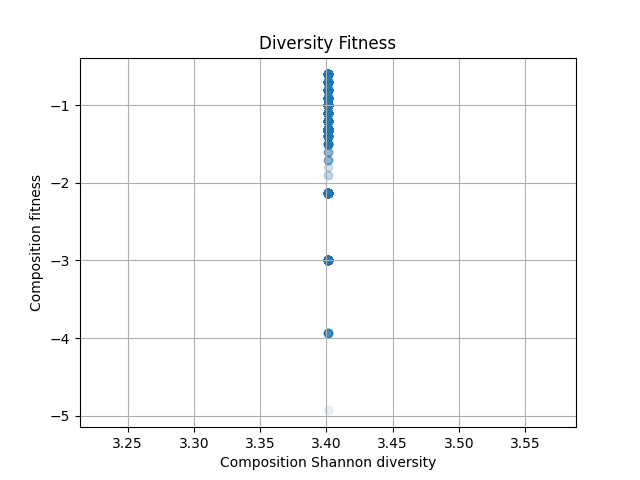 Diversity Fitness
Composition fitness
−1
−2
−3
−4
−5
3.25 3.30 3.35 3.40 3.45 3.50 3.55
Composition Shannon diversity